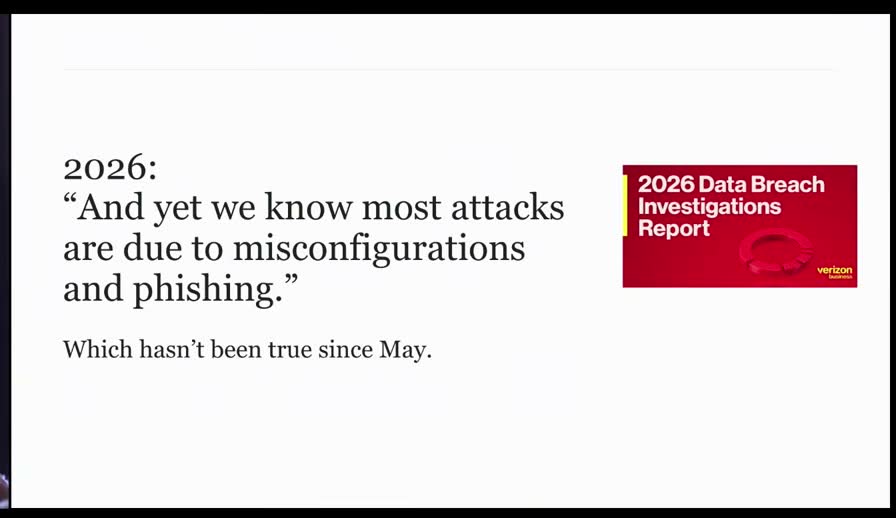 2026:
“And yet we know most attacks
are due to misconfigurations
and phishing.”
Which hasn’t been true since May.
2026 Data Breach
Investigations
Report
verizon
business